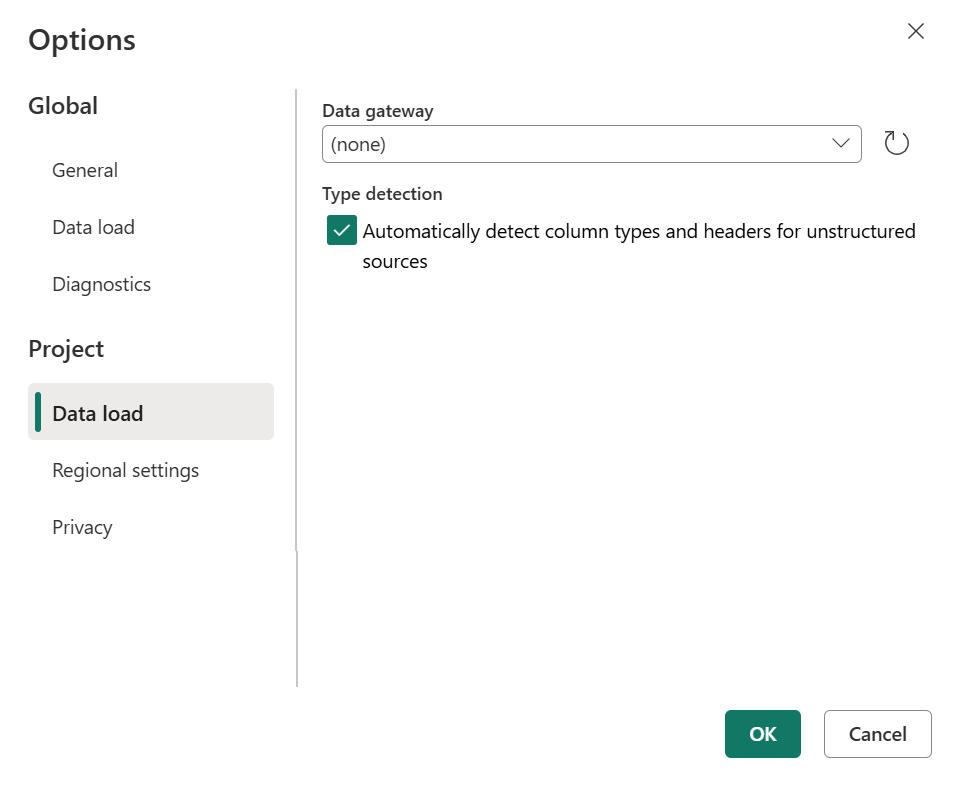 Options
Global
General
Data load
Diagnostics
Project
Data load
Regional settings
Privacy
Data gateway
(none)
Type detection
Automatically detect column types and headers for unstructured
sources
OK
Cancel